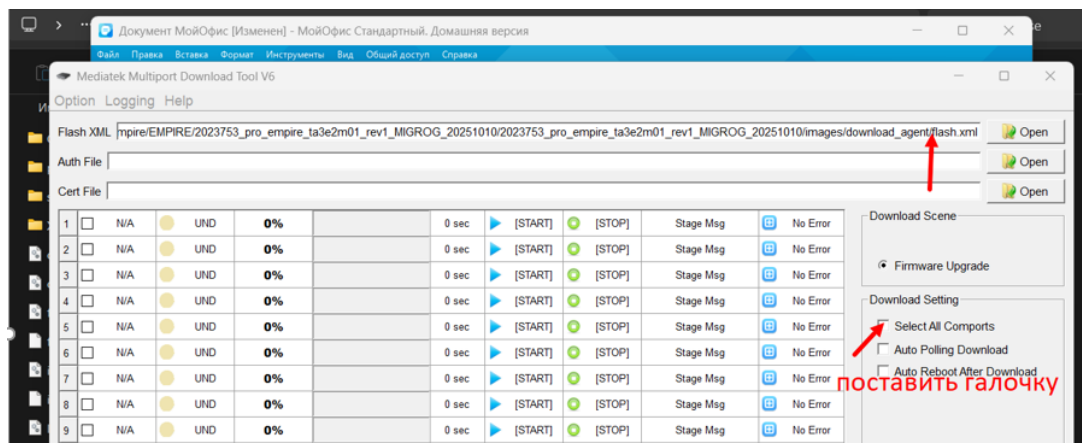 Документ МойОфис [Изменен] - МойОфис Стандартный. Домашняя версия
Файл Правка Вставка Формат Инструменты Вид Общий доступ Справка
Mediatek Multiport Download Tool V6
Option Logging Help
Flash XML mpire/EMPIRE/2023753_pro_empire_ta3e2m01_rev1_MIGROG_20251010/2023753_pro_empire_ta3e2m01_rev1_MIGROG_20251010/images/download_agent/flash.xml Open
Auth File Open
Cert File Open
1 N/A UND 0% 0 sec [START] [STOP] Stage Msg No Error
2 N/A UND 0% 0 sec [START] [STOP] Stage Msg No Error
3 N/A UND 0% 0 sec [START] [STOP] Stage Msg No Error
4 N/A UND 0% 0 sec [START] [STOP] Stage Msg No Error
5 N/A UND 0% 0 sec [START] [STOP] Stage Msg No Error
6 N/A UND 0% 0 sec [START] [STOP] Stage Msg No Error
7 N/A UND 0% 0 sec [START] [STOP] Stage Msg No Error
8 N/A UND 0% 0 sec [START] [STOP] Stage Msg No Error
9 N/A UND 0% 0 sec [START] [STOP] Stage Msg No Error
Download Scene
Firmware Upgrade
Download Setting
Select All Comports
Auto Polling Download
Auto Reboot After Download
поставить галочку